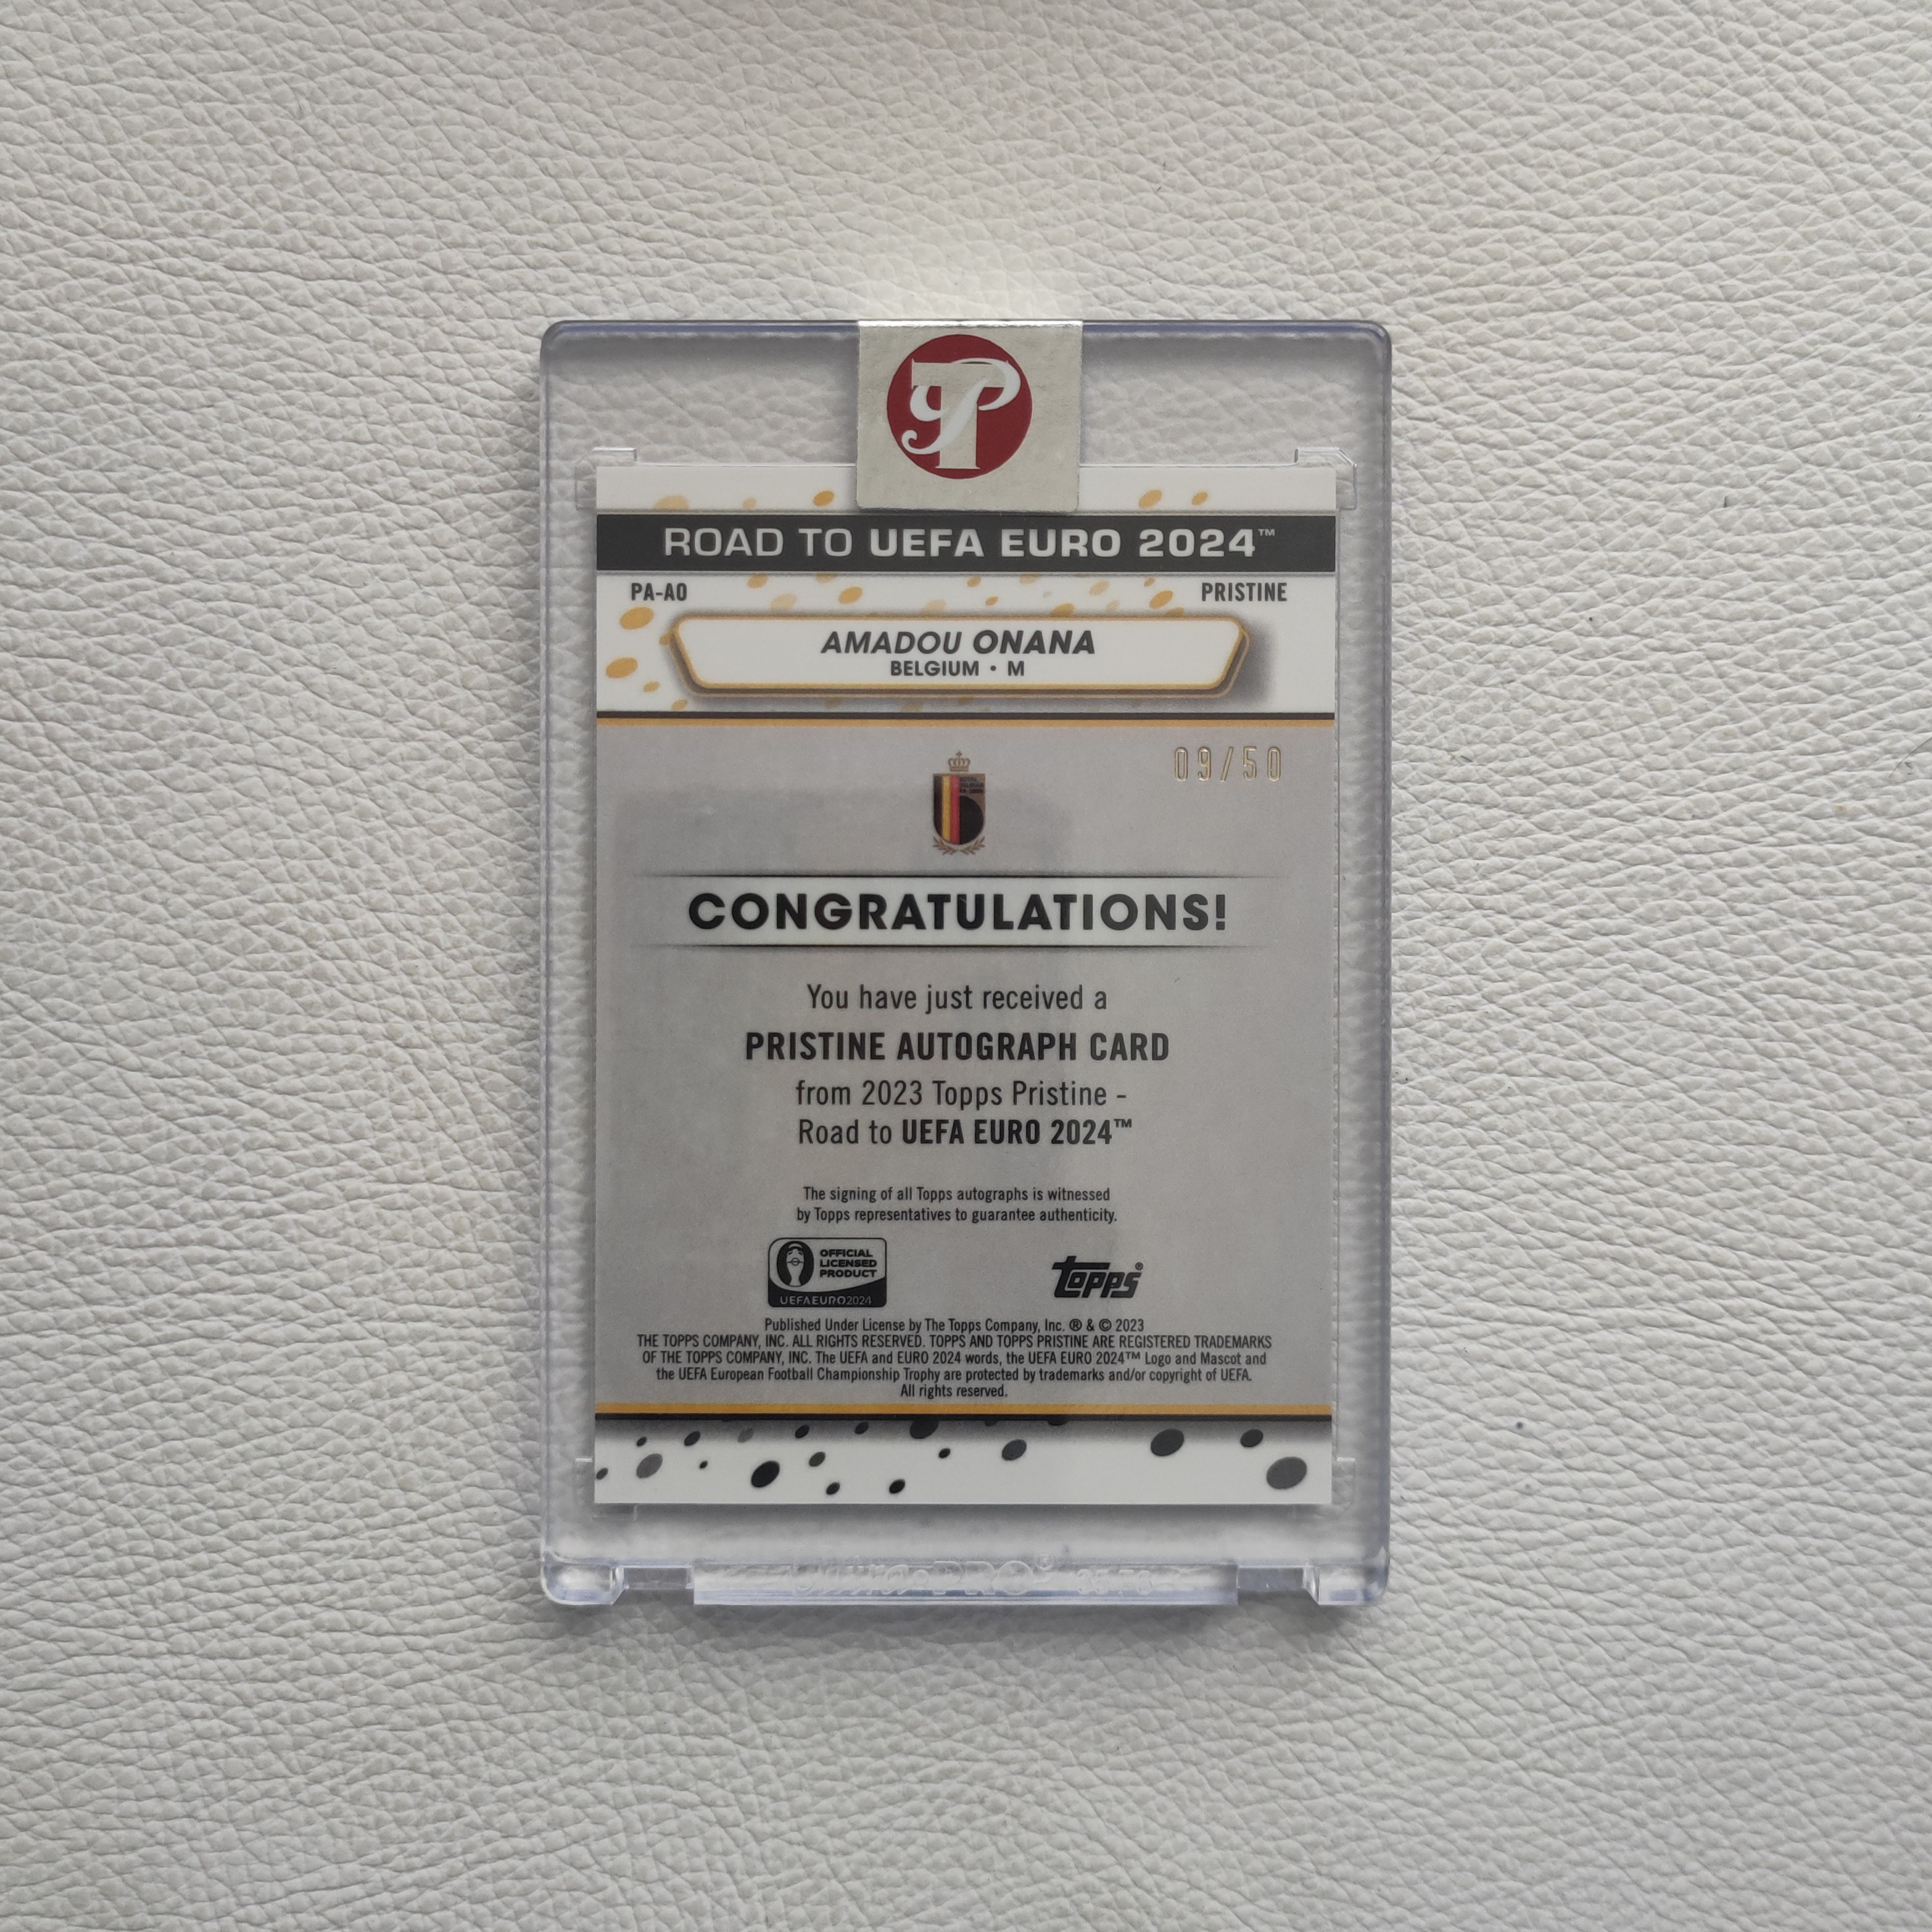 ROAD TO UEFA EURO 2024™
PA-AO
PRISTINE
AMADOU ONANA
BELGIUM • M
09/50
CONGRATULATIONS!
You have just received a
PRISTINE AUTOGRAPH CARD
from 2023 Topps Pristine -
Road to UEFA EURO 2024™
The signing of all Topps autographs is witnessed
by Topps representatives to guarantee authenticity.
OFFICIAL
LICENSED
PRODUCT
UEFAEURO2024
topps®
Published Under License by The Topps Company, Inc. ® & © 2023
THE TOPPS COMPANY, INC. ALL RIGHTS RESERVED. TOPPS AND TOPPS PRISTINE ARE REGISTERED TRADEMARKS
OF THE TOPPS COMPANY, INC. The UEFA and EURO 2024 words, the UEFA EURO 2024™ Logo and Mascot and
the UEFA European Football Championship Trophy are protected by trademarks and/or copyright of UEFA.
All rights reserved.
ultra•PRO®